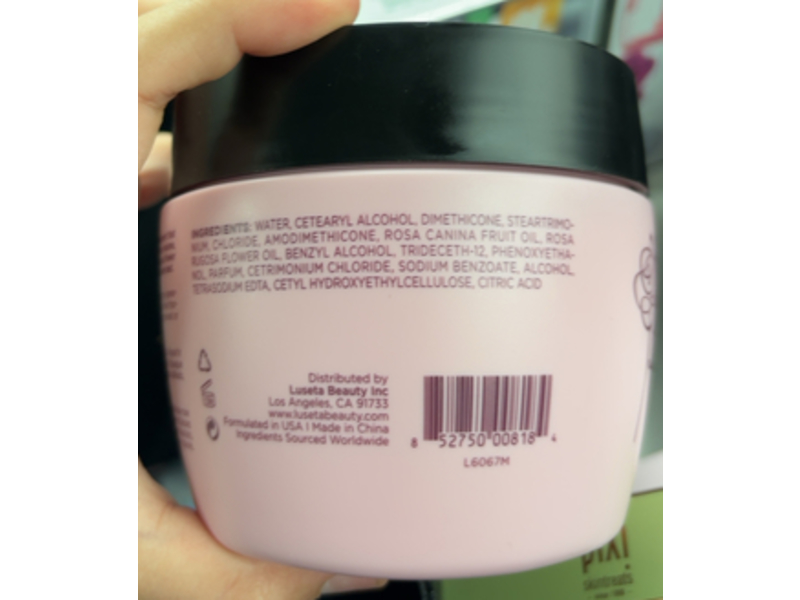 INGREDIENTS: WATER, CETEARYL ALCOHOL, DIMETHICONE, STEARTRIMO-
NIUM, CHLORIDE, AMODIMETHICONE, ROSA CANINA FRUIT OIL, ROSA
RUGOSA FLOWER OIL, BENZYL ALCOHOL, TRIDECETH-12, PHENOXYETHA-
NOL, PARFUM, CETRIMONIUM CHLORIDE, SODIUM BENZOATE, ALCOHOL,
TETRASODIUM EDTA, CETYL HYDROXYETHYLCELLULOSE, CITRIC ACID
Distributed by
Luseta Beauty Inc
Los Angeles, CA 91733
www.lusetabeauty.com
Formulated in USA I Made in China
Ingredients Sourced Worldwide
8 52750 00818 4
L6067M
pixi